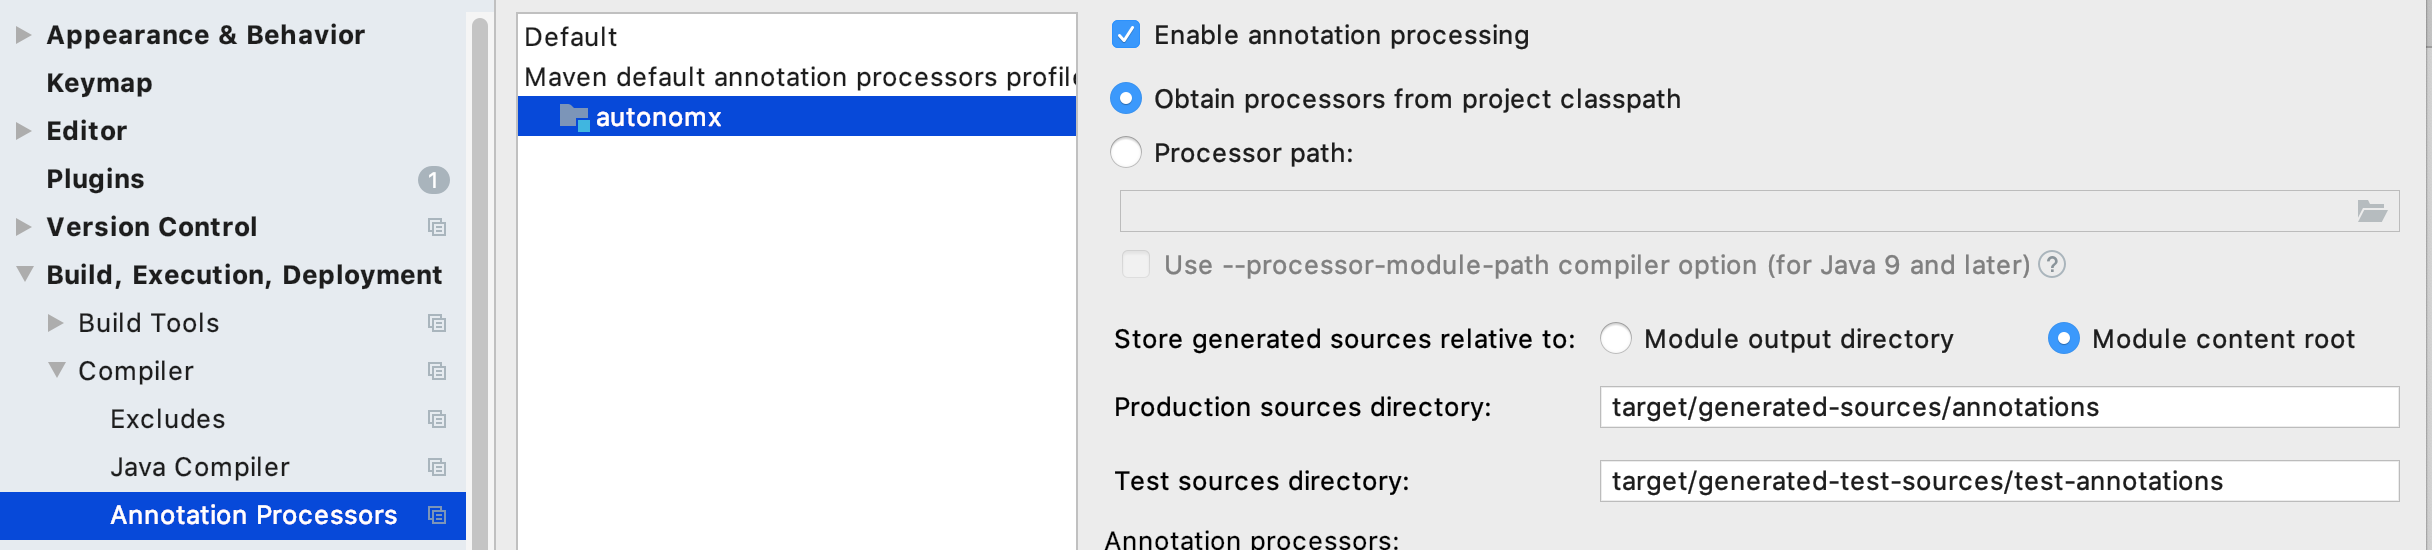 Appearance & Behavior
Keymap
Editor
Plugins
1
Version Control
Build, Execution, Deployment
Build Tools
Compiler
Excludes
Java Compiler
Annotation Processors
Default
Maven default annotation processors profile
autonomx
Enable annotation processing
Obtain processors from project classpath
Processor path:
Use --processor-module-path compiler option (for Java 9 and later) ?
Store generated sources relative to: Module output directory Module content root
Production sources directory: target/generated-sources/annotations
Test sources directory: target/generated-test-sources/test-annotations
Annotation processors: